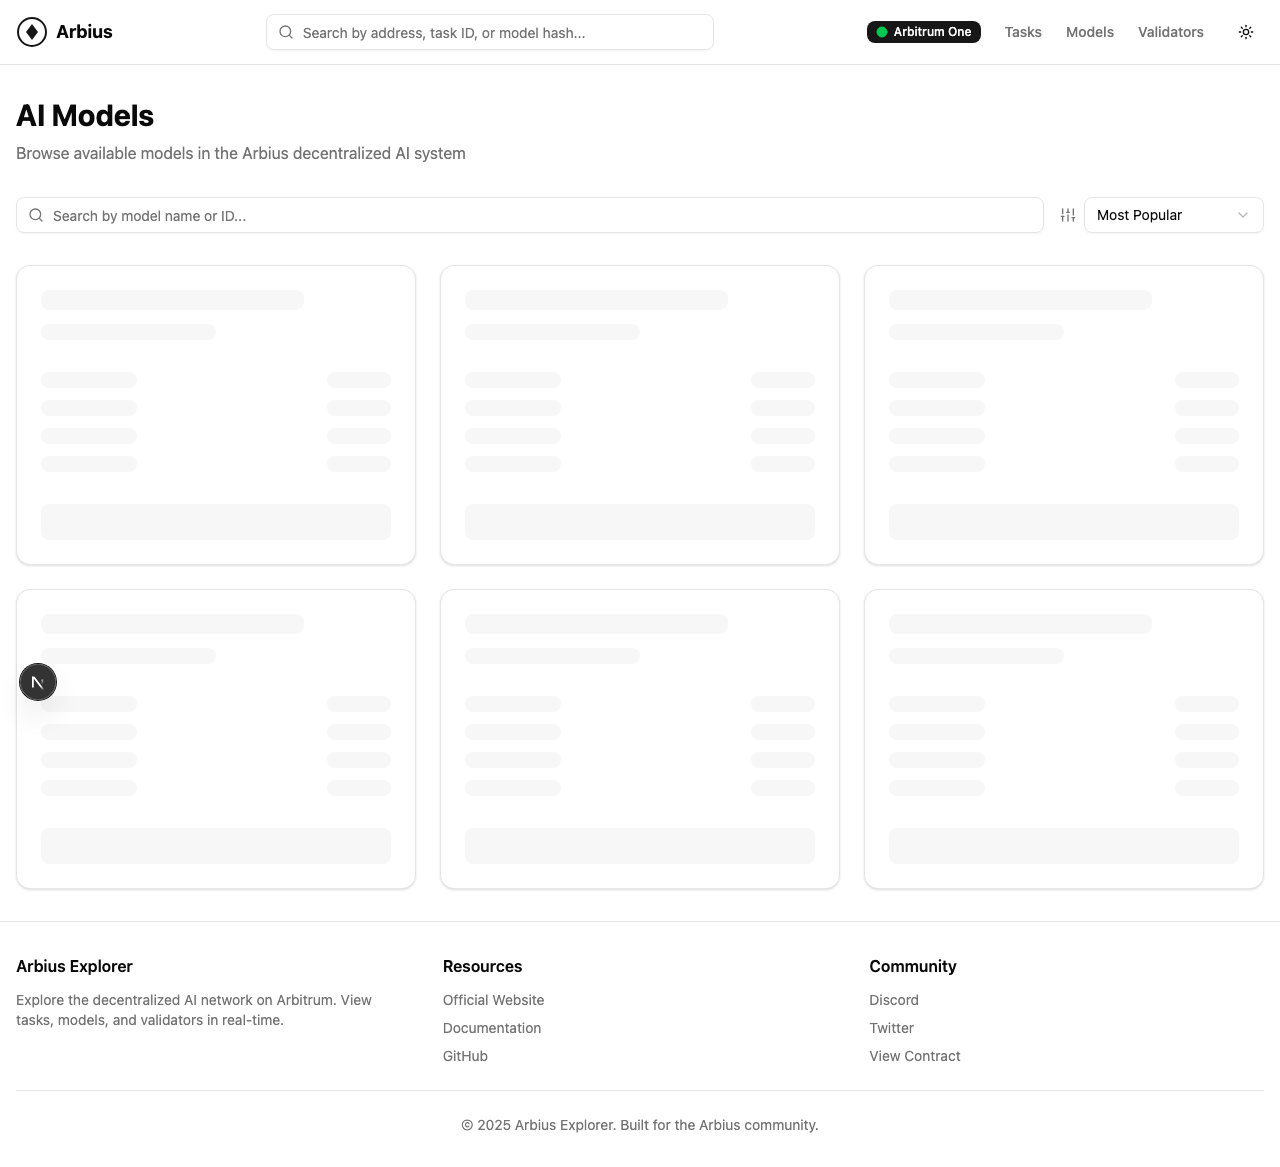 Arbius
Search by address, task ID, or model hash...
Arbitrum One
Tasks
Models
Validators
AI Models
Browse available models in the Arbius decentralized AI system
Search by model name or ID...
Most Popular
N
Arbius Explorer
Explore the decentralized AI network on Arbitrum. View
tasks, models, and validators in real-time.
Resources
Official Website
Documentation
GitHub
Community
Discord
Twitter
View Contract
© 2025 Arbius Explorer. Built for the Arbius community.